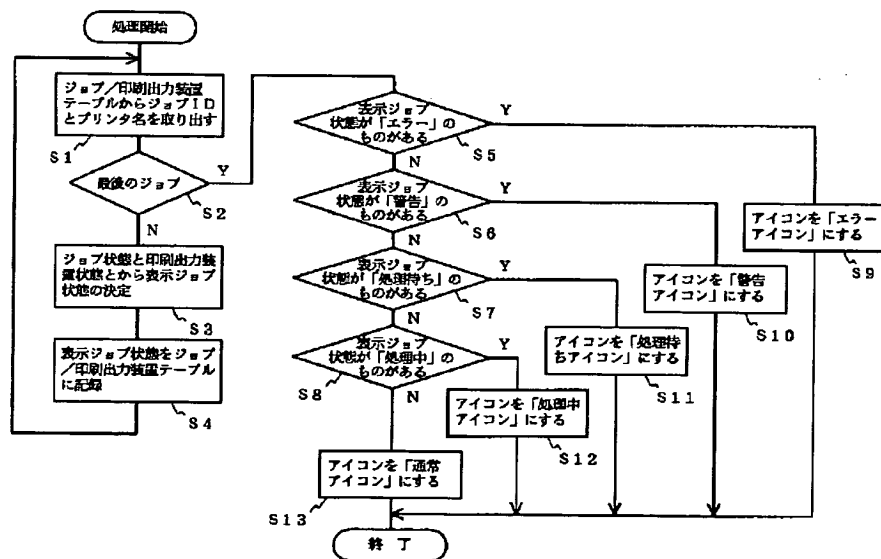 処理開始
ジョブ／印刷出力装置
テーブルからジョブＩＤ
とプリンタ名を取り出す
S1
最後のジョブ
Y
S2
N
ジョブ状態と印刷出力装
置状態とから表示ジョブ
状態の決定
S3
表示ジョブ状態をジョブ
／印刷出力装置テーブル
に記録
S4
表示ジョブ
状態が「エラー」の
ものがある
Y
S5
N
表示ジョブ
状態が「警告」の
ものがある
Y
S6
N
表示ジョブ
状態が「処理待ち」の
ものがある
Y
S7
N
表示ジョブ
状態が「処理中」の
ものがある
Y
S8
N
アイコンを「エラー
アイコン」にする
S9
アイコンを「警告
アイコン」にする
S10
アイコンを「処理待
ちアイコン」にする
S11
アイコンを「処理中
アイコン」にする
S12
アイコンを「通常
アイコン」にする
S13
終了